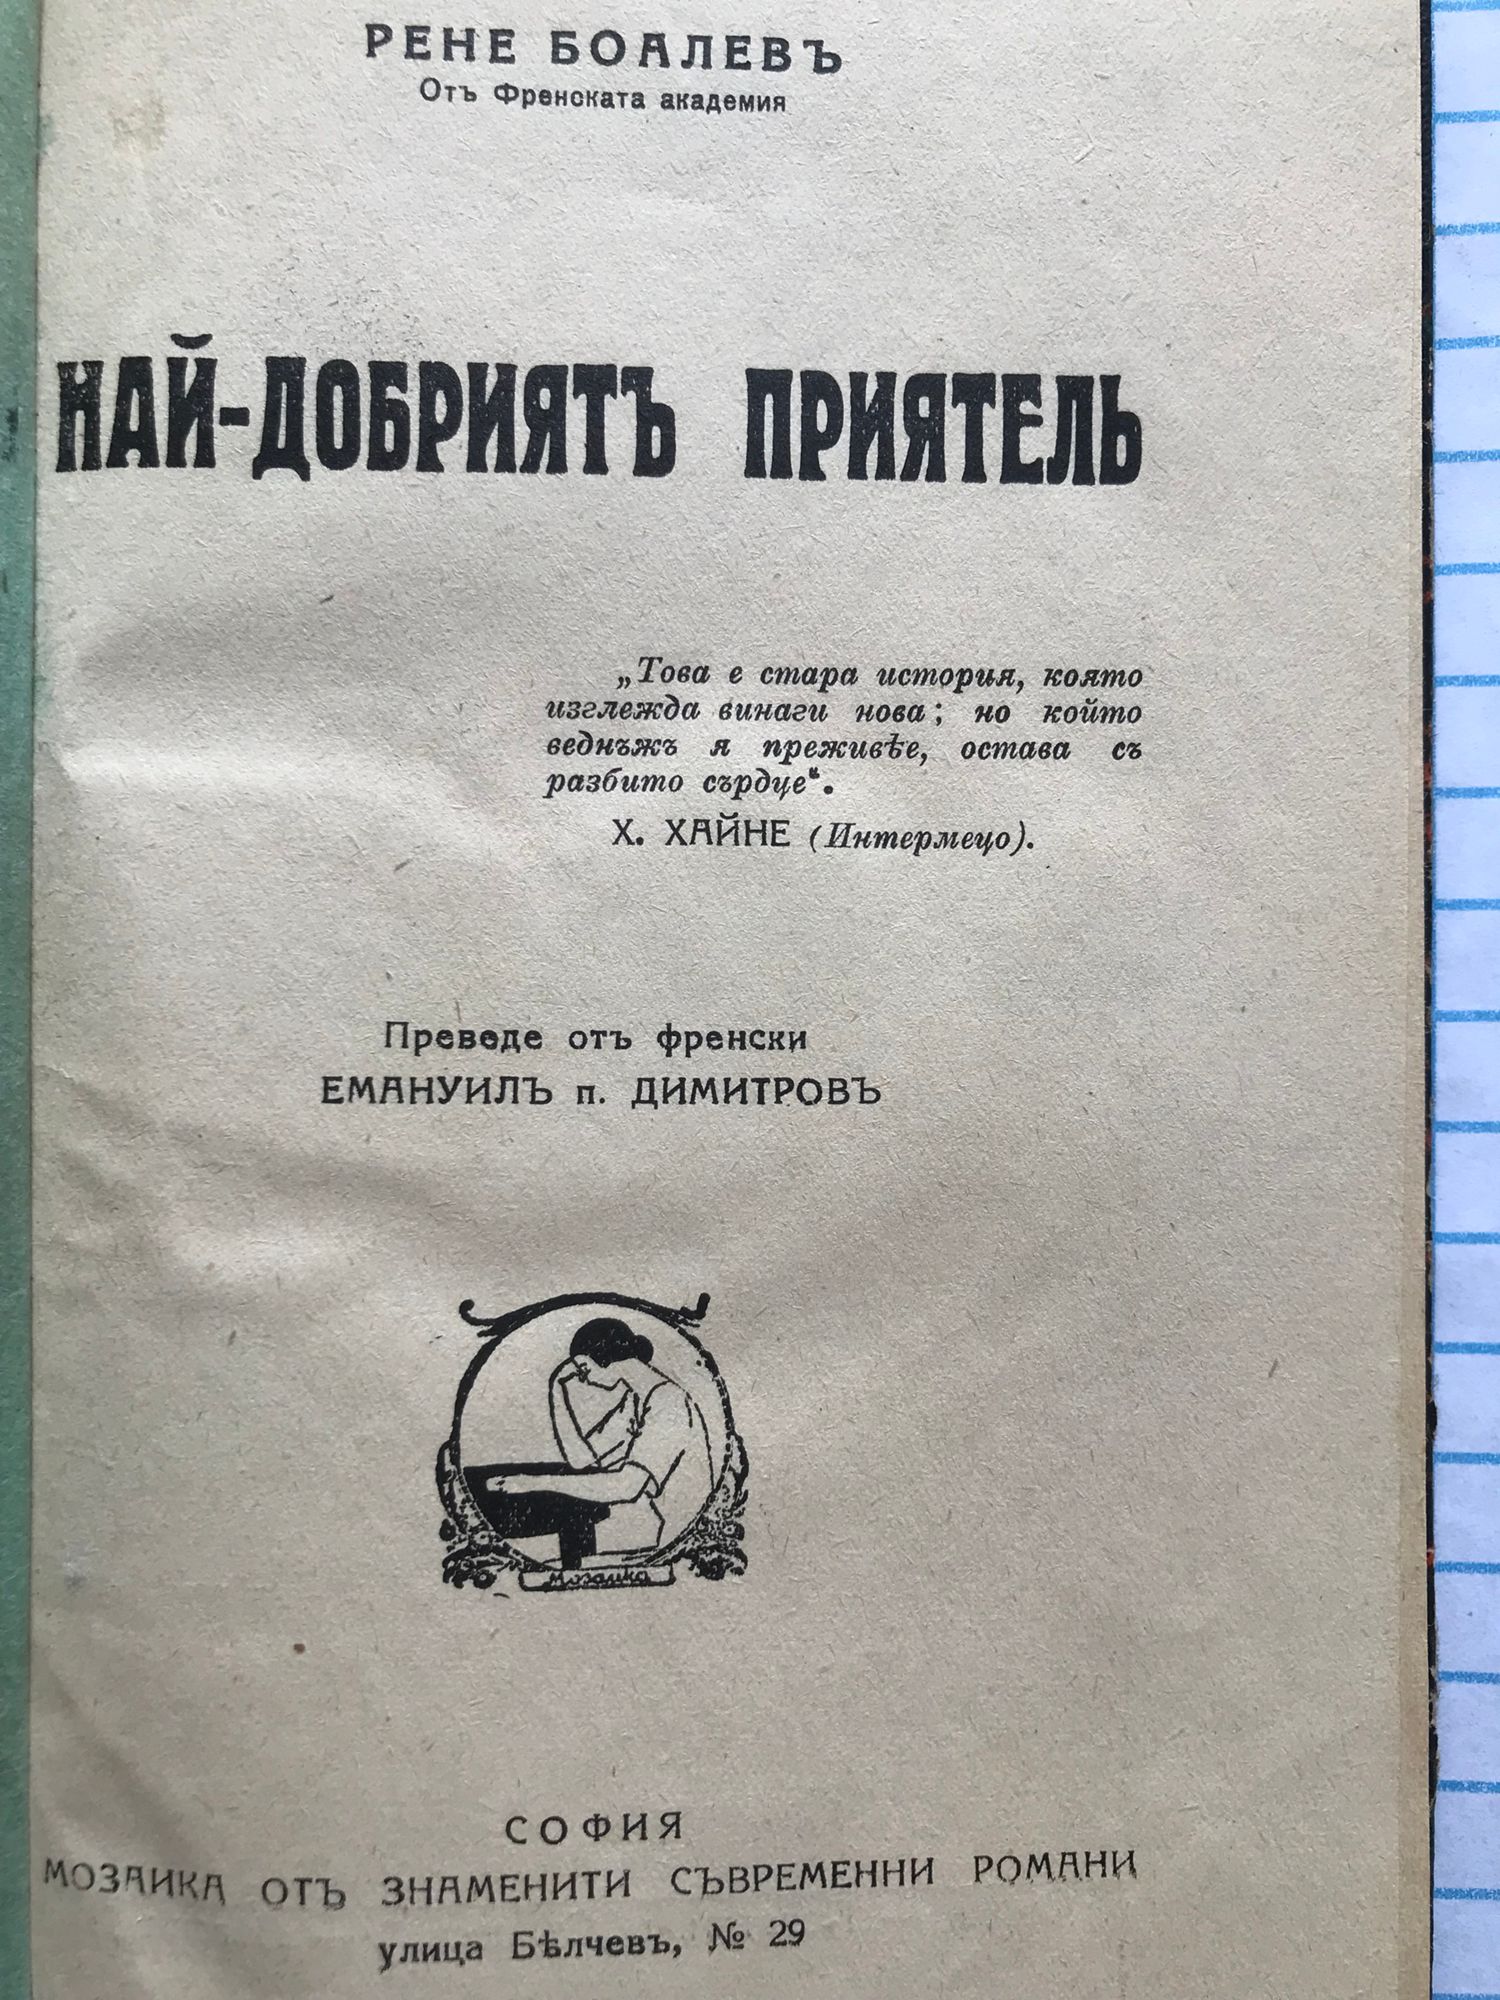 РЕНЕ БОАЛЕВЪ
Отъ Френската академия
НАЙ-ДОБРИЯТЪ ПРИЯТЕЛЬ
„Това е стара история, която
изглежда винаги нова; но който
веднъжъ я преживѣе, остава съ
разбито сърдце“.
Х. ХАЙНЕ (Интермецо).
Преведе отъ френски
ЕМАНУИЛЪ п. ДИМИТРОВЪ
Мозаика
СОФИЯ
МОЗАИКА ОТЪ ЗНАМЕНИТИ СЪВРЕМЕННИ РОМАНИ
улица Бѣлчевъ, № 29